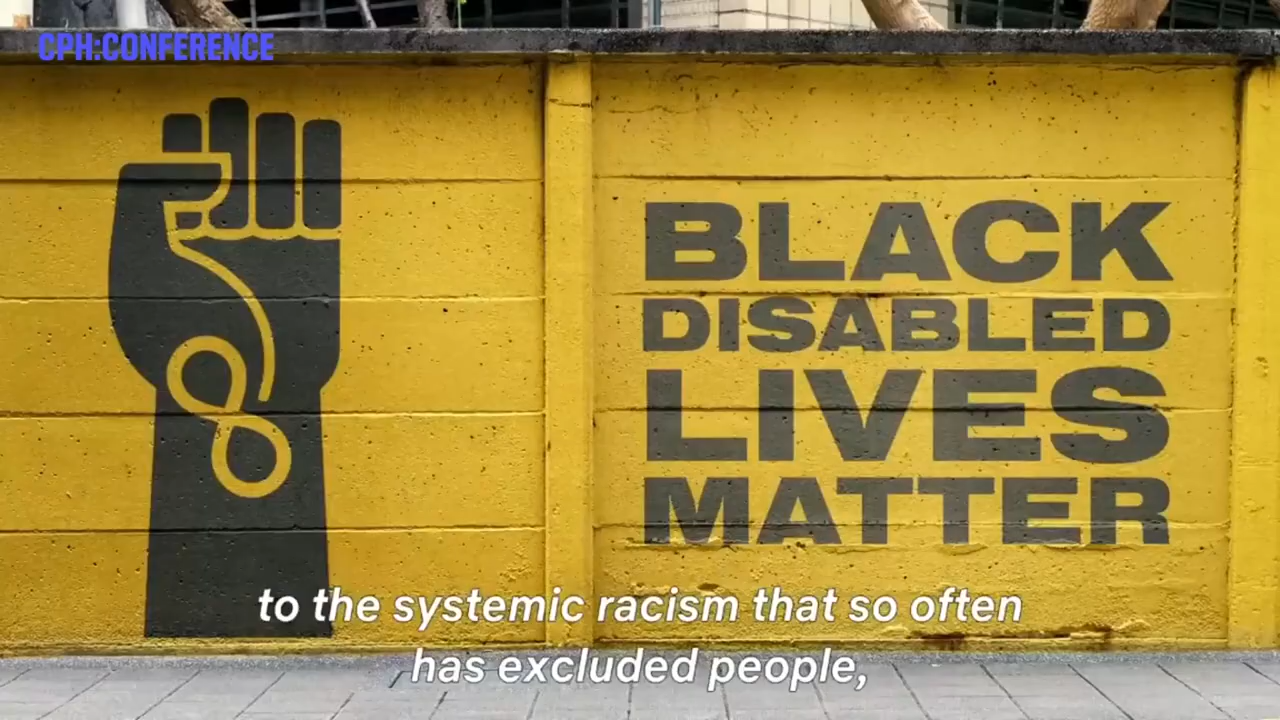 CPH:CONFERENCE
BLACK
DISABLED
LIVES
MATTER
to the systemic racism that so often
has excluded people,